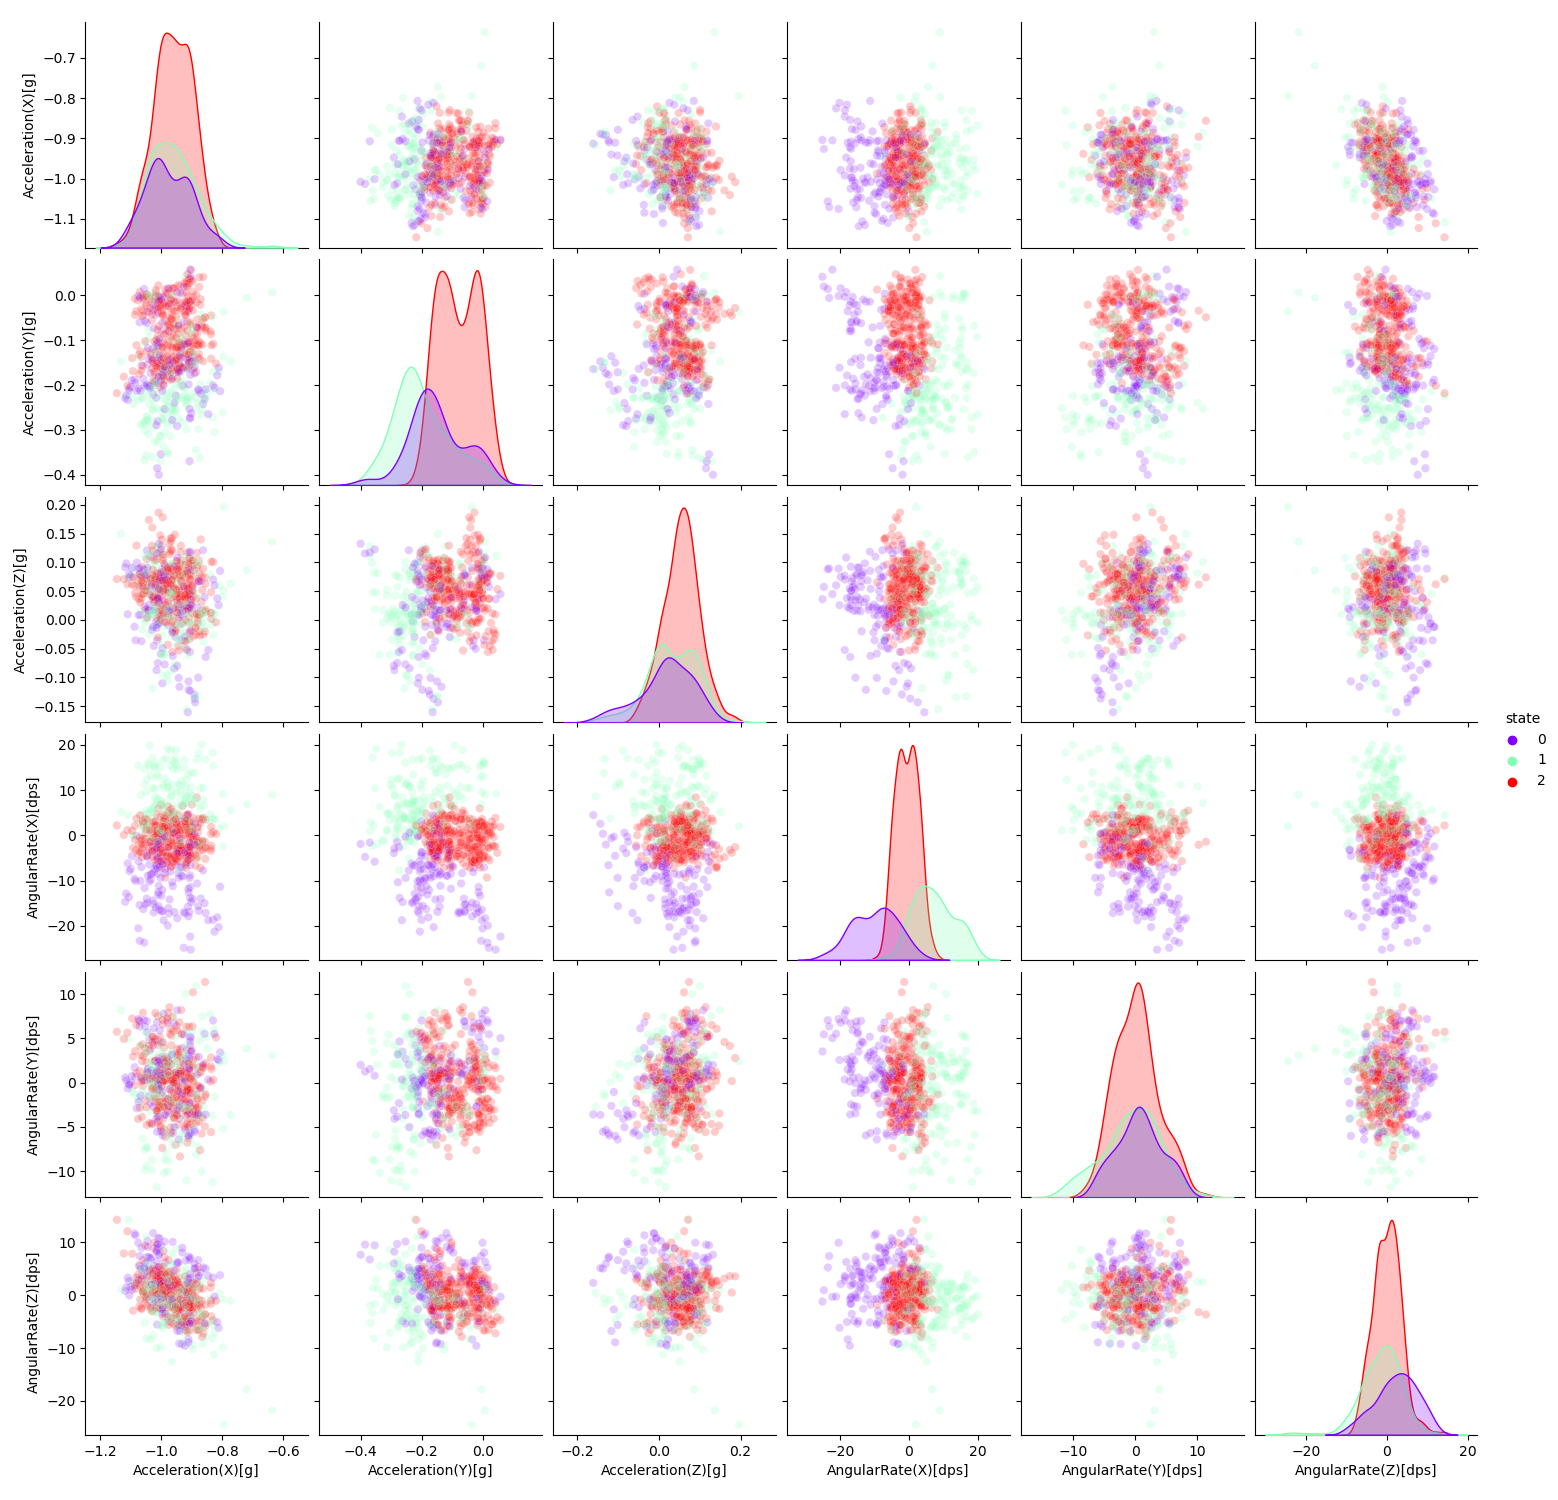 Acceleration(X)[g]
−0.7
−0.8
−0.9
−1.0
−1.1
Acceleration(Y)[g]
0.0
−0.1
−0.2
−0.3
−0.4
Acceleration(Z)[g]
0.20
0.15
0.10
0.05
0.00
−0.05
−0.10
−0.15
AngularRate(X)[dps]
20
10
0
−10
−20
AngularRate(Y)[dps]
10
5
0
−5
−10
AngularRate(Z)[dps]
10
0
−10
−20
−1.2 −1.0 −0.8 −0.6
Acceleration(X)[g]
−0.4 −0.2 0.0
Acceleration(Y)[g]
−0.2 0.0 0.2
Acceleration(Z)[g]
−20 0 20
AngularRate(X)[dps]
−10 0 10
AngularRate(Y)[dps]
−20 0 20
AngularRate(Z)[dps]
state
0
1
2